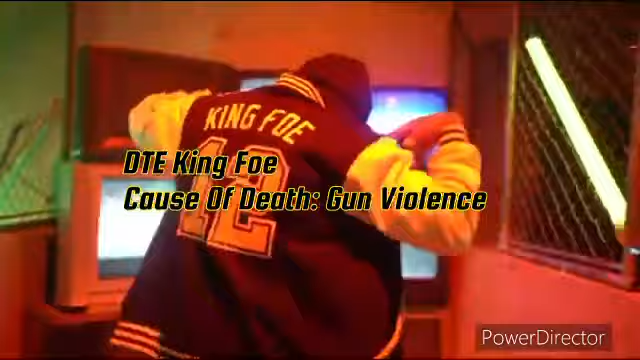 KING FOE
12
DTE King Foe
Cause Of Death: Gun Violence
PowerDirector